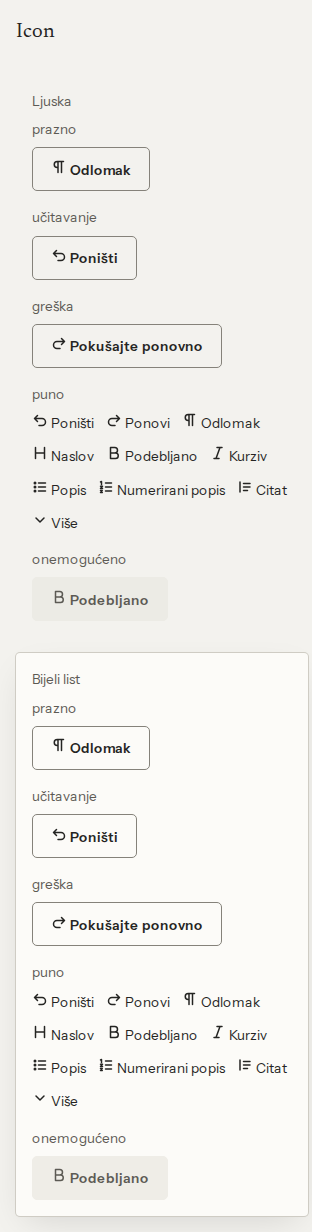 Icon
Ljuska
prazno
Odlomak
učitavanje
Poništi
greška
Pokušajte ponovno
puno
Poništi Ponovi Odlomak
Naslov Podebljano Kurziv
Popis Numerirani popis Citat
Više
onemogućeno
Podebljano
Bijeli list
prazno
Odlomak
učitavanje
Poništi
greška
Pokušajte ponovno
puno
Poništi Ponovi Odlomak
Naslov Podebljano Kurziv
Popis Numerirani popis Citat
Više
onemogućeno
Podebljano